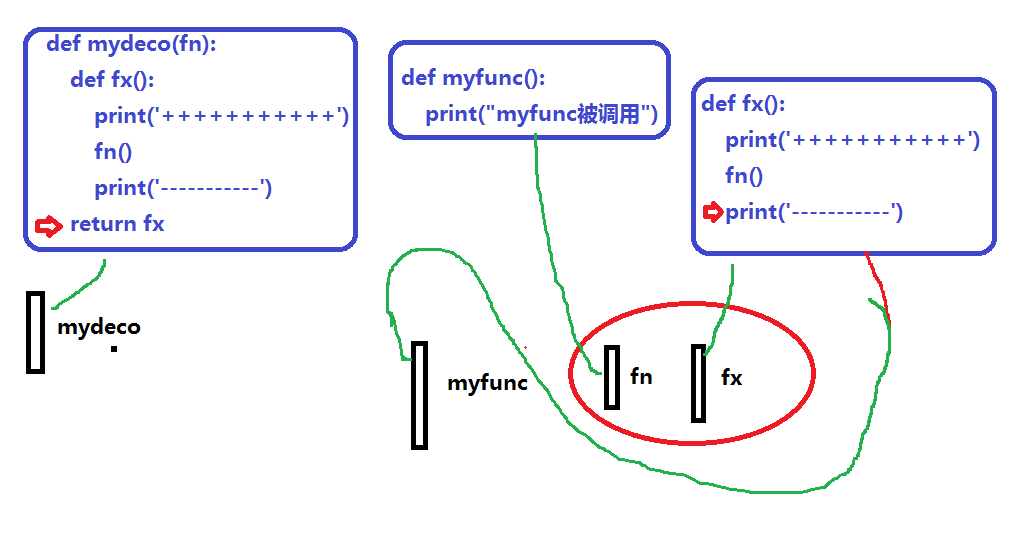 def mydeco(fn):
    def fx():
        print('+++++++++++')
        fn()
        print('-----------')
    return fx
def myfunc():
    print("myfunc被调用")
def fx():
    print('+++++++++++')
    fn()
    print('-----------')
mydeco
myfunc
fn
fx